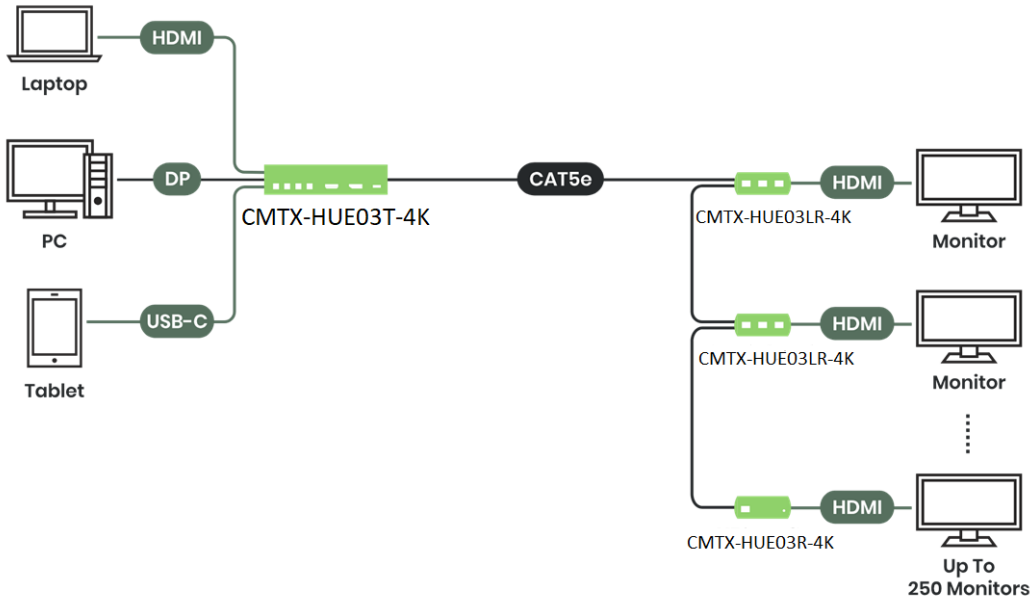 HDMI
Laptop
DP
PC
USB-C
Tablet
CMTX-HUE03T-4K
CAT5e
HDMI
CMTX-HUE03LR-4K
Monitor
HDMI
CMTX-HUE03LR-4K
Monitor
HDMI
CMTX-HUE03R-4K
Up To
250 Monitors